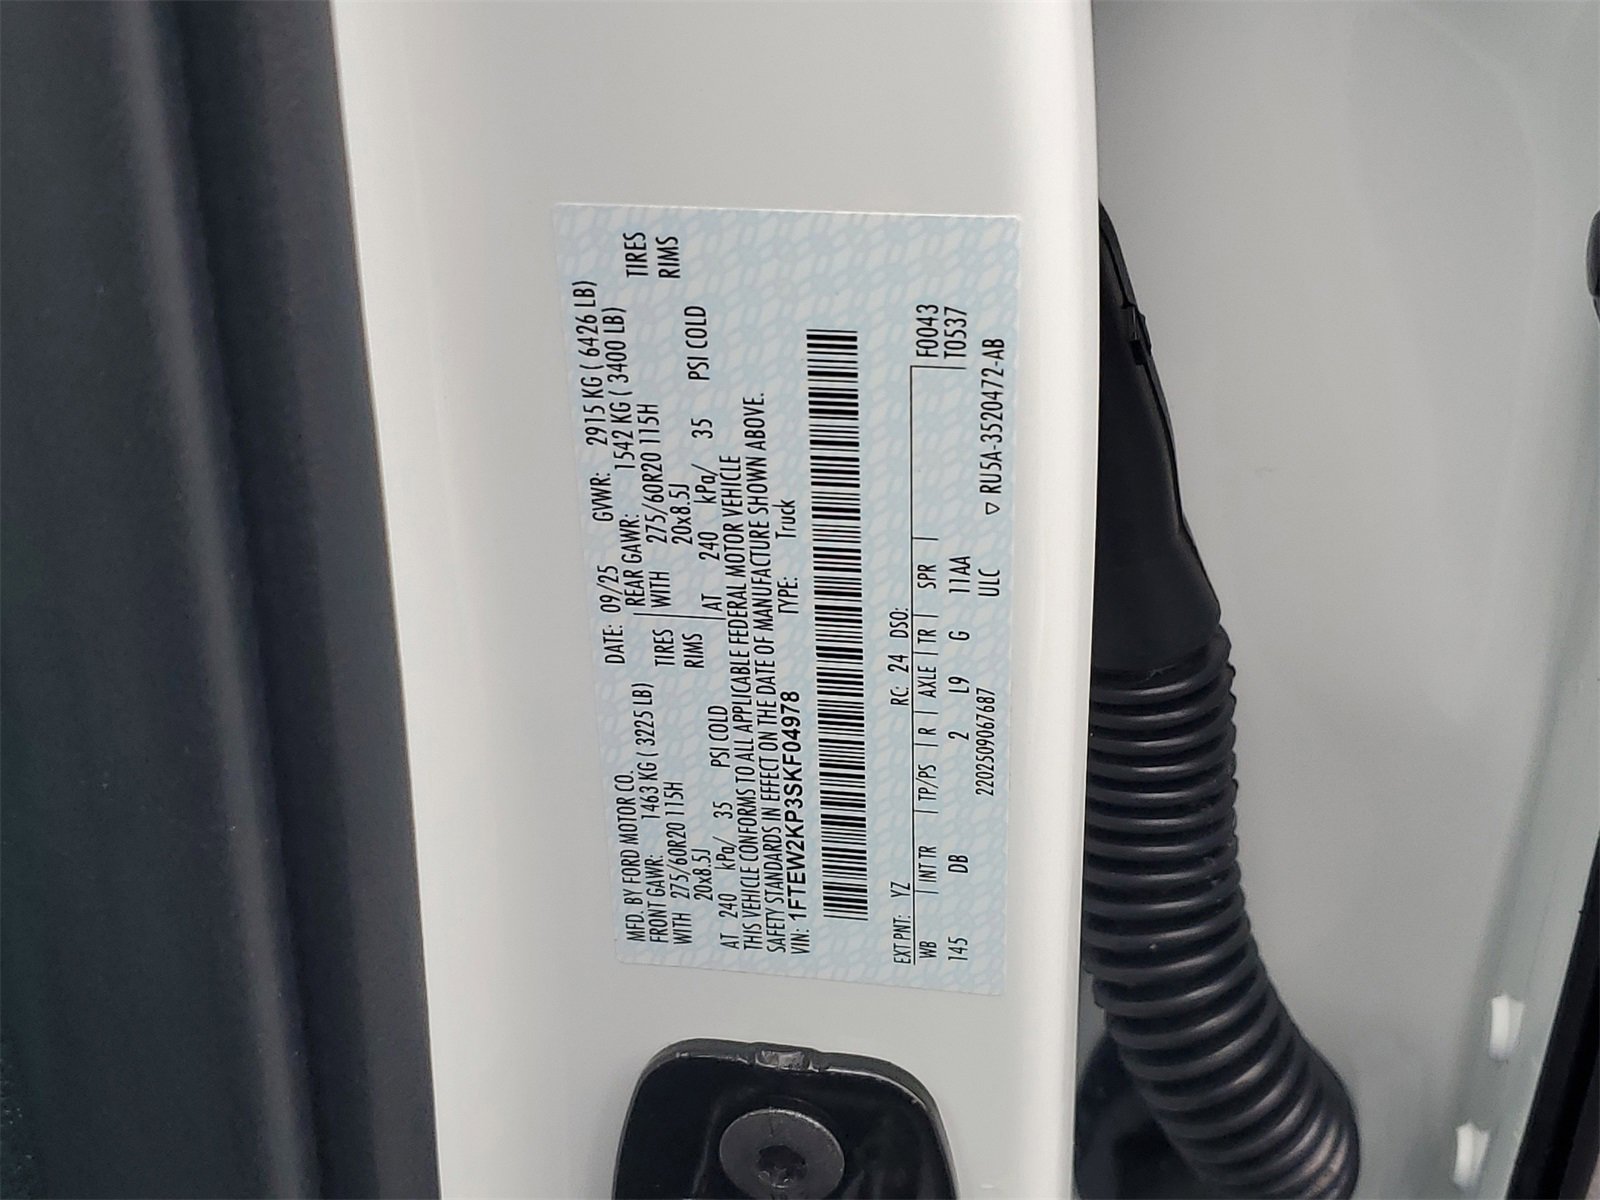 MFD. BY FORD MOTOR CO. DATE: 09/25 GVWR: 2915 KG ( 6426 LB)
FRONT GAWR: 1463 KG ( 3225 LB) REAR GAWR: 1542 KG ( 3400 LB)
WITH 275/60R20 115H TIRES WITH 275/60R20 115H TIRES
20x8.5J RIMS 20x8.5J RIMS
AT 240 kPa/ 35 PSI COLD AT 240 kPa/ 35 PSI COLD
THIS VEHICLE CONFORMS TO ALL APPLICABLE FEDERAL MOTOR VEHICLE
SAFETY STANDARDS IN EFFECT ON THE DATE OF MANUFACTURE SHOWN ABOVE.
VIN: 1FTEW2KP3SKF04978 TYPE: Truck
EXT PNT: YZ RC: 24 DSO:
WB | INT TR | TP/PS | R | AXLE | TR | SPR | F0043
145 DB 2 L9 G 11AA T0537
220250906768​7 ULC
▽ RU5A-3520472-AB